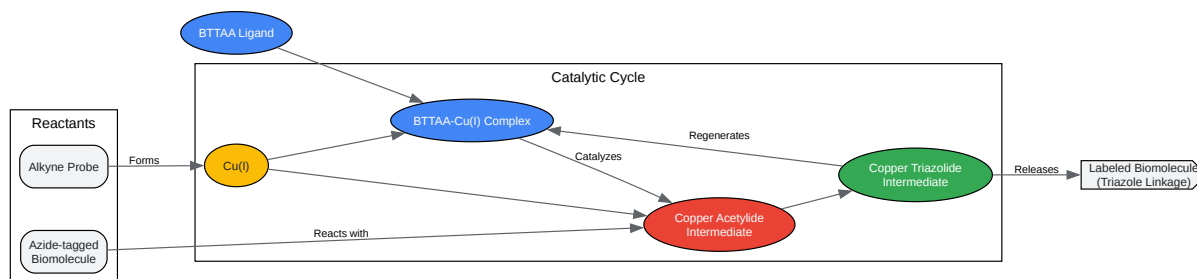 BTTAA Ligand
Catalytic Cycle
Reactants
BTTAA-Cu(I) Complex
Regenerates
Alkyne Probe
Forms
Cu(I)
Catalyzes
Copper Triazolide
Intermediate
Releases
Labeled Biomolecule
(Triazole Linkage)
Azide-tagged
Biomolecule
Reacts with
Copper Acetylide
Intermediate